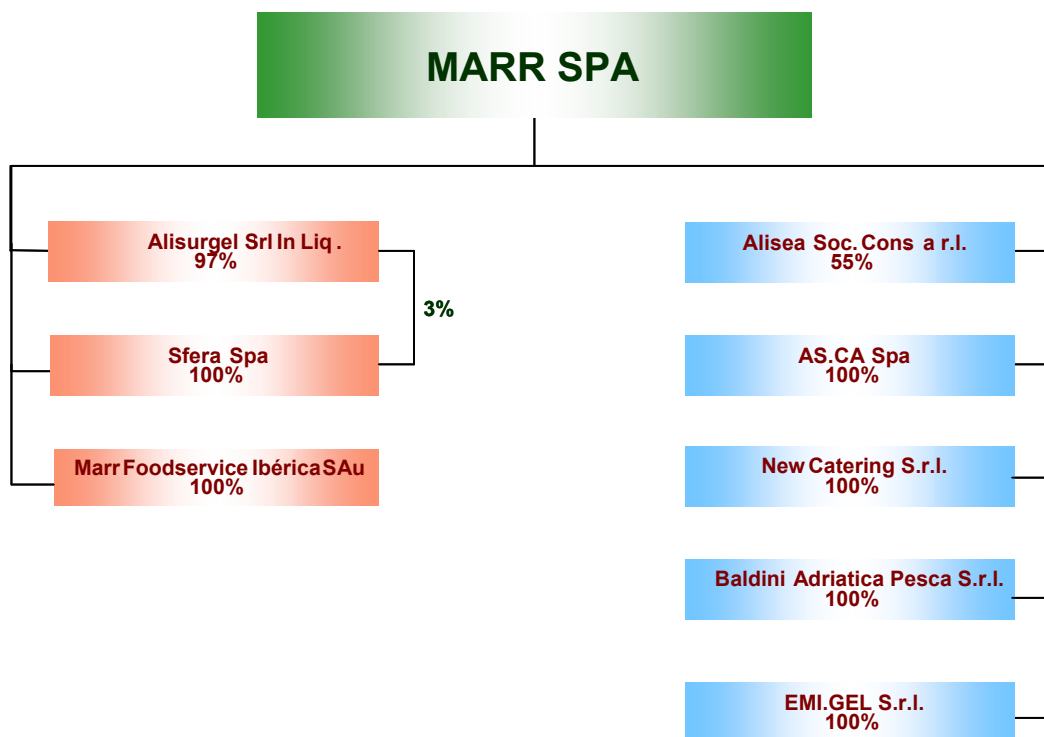 MARR SPA
Alisurgel Srl In Liq .
97%
3%
Sfera Spa
100%
Marr Foodservice Ibérica SAu
100%
Alisea Soc. Cons a r.l.
55%
AS.CA Spa
100%
New Catering S.r.l.
100%
Baldini Adriatica Pesca S.r.l.
100%
EMI.GEL S.r.l.
100%